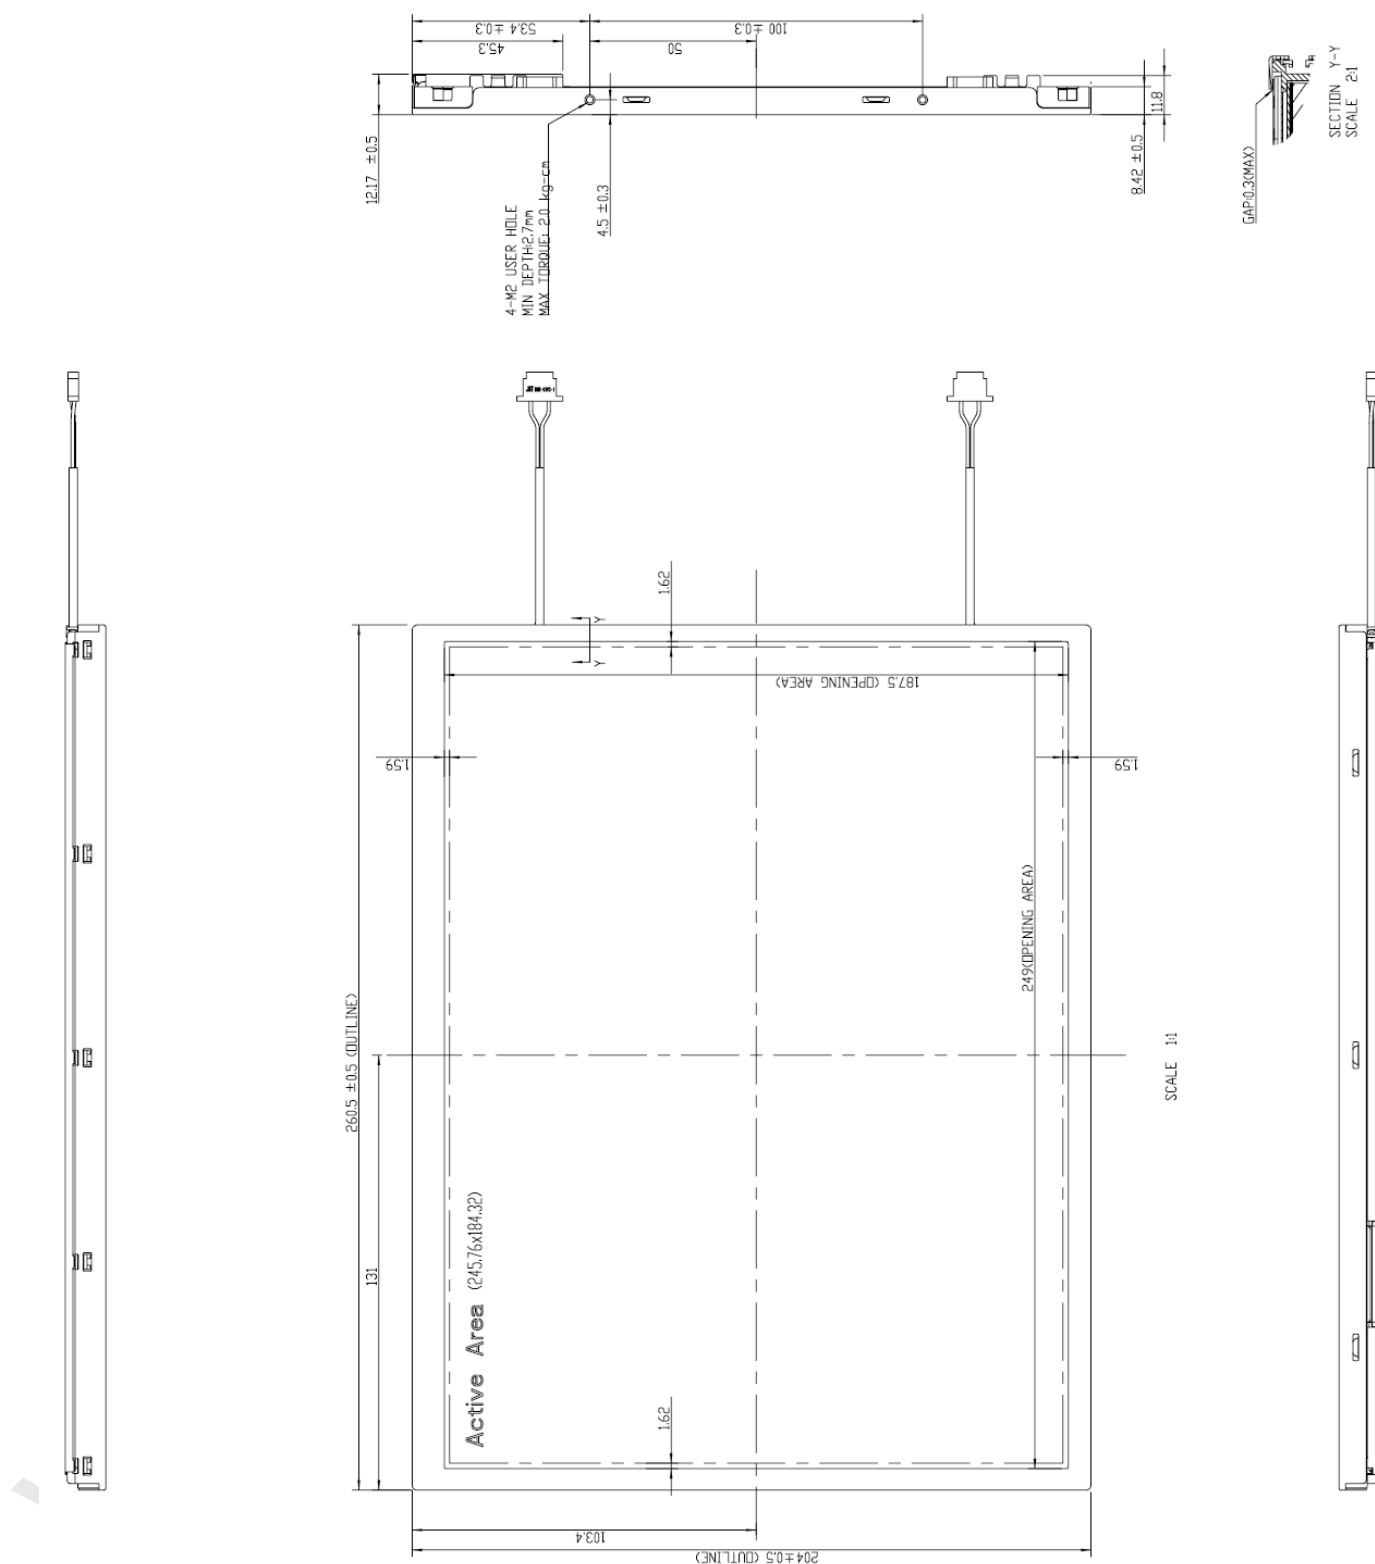 53.4 ±0.3
100 ±0.3
45.3
50
12.17 ±0.5
4-M2 USER HOLE
MIN DEPTH:2.7mm
MAX TORQUE: 2.0 kg-cm
4.5 ±0.3
11.8
8.42 ±0.5
GAP:0.3(MAX)
SECTION Y-Y
SCALE 2:1
1.62
Y
Y
187.5 (OPENING AREA)
1.59
1.59
249(OPENING AREA)
260.5 ±0.5 (OUTLINE)
SCALE 1:1
131
Active Area (245.76x184.32)
1.62
103.4
204±0.5 (OUTLINE)